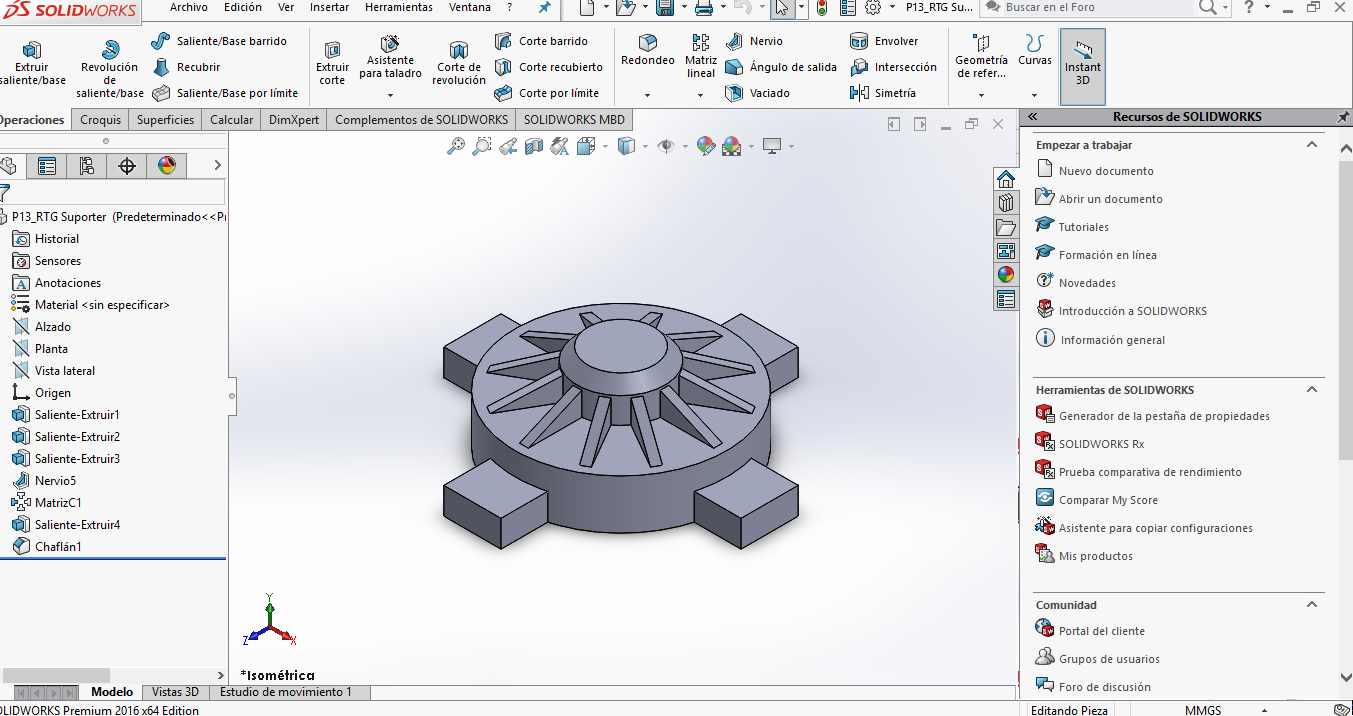 SOLIDWORKS
Archivo Edición Ver Insertar Herramientas Ventana ?
P13_RTG Su...
Buscar en el Foro
?
Extruir saliente/base
Revolución de saliente/base
Saliente/Base barrido
Recubrir
Saliente/Base por límite
Extruir corte
Asistente para taladro
Corte de revolución
Corte barrido
Corte recubierto
Corte por límite
Redondeo
Matriz lineal
Nervio
Ángulo de salida
Vaciado
Envolver
Intersección
Simetría
Geometría de refer...
Curvas
Instant 3D
Operaciones Croquis Superficies Calcular DimXpert Complementos de SOLIDWORKS SOLIDWORKS MBD
P13_RTG Suporter (Predeterminado<<Pr
Historial
Sensores
Anotaciones
Material <sin especificar>
Alzado
Planta
Vista lateral
Origen
Saliente-Extruir1
Saliente-Extruir2
Saliente-Extruir3
Nervio5
MatrizC1
Saliente-Extruir4
Chaflán1
Y
Z
X
*Isométrica
Recursos de SOLIDWORKS
Empezar a trabajar
Nuevo documento
Abrir un documento
Tutoriales
Formación en línea
Novedades
Introducción a SOLIDWORKS
Información general
Herramientas de SOLIDWORKS
Generador de la pestaña de propiedades
SOLIDWORKS Rx
Prueba comparativa de rendimiento
Comparar My Score
Asistente para copiar configuraciones
Mis productos
Comunidad
Portal del cliente
Grupos de usuarios
Foro de discusión
Modelo Vistas 3D Estudio de movimiento 1
OLIDWORKS Premium 2016 x64 Edition
Editando Pieza
MMGS